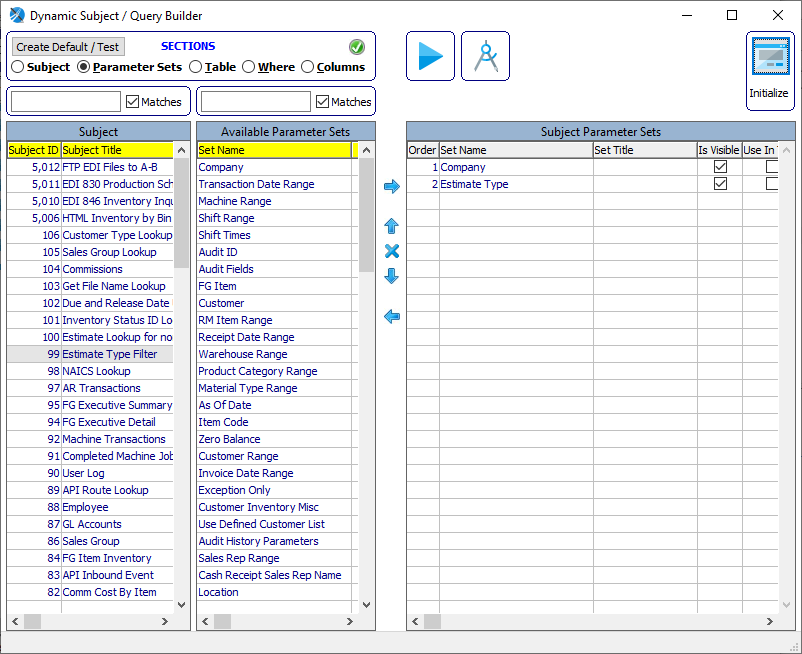 Dynamic Subject / Query Builder
Create Default / Test
SECTIONS
Subject Parameter Sets Table Where Columns
Initialize
Matches
Matches
Subject
Subject ID Subject Title
5,012 FTP EDI Files to A-B
5,011 EDI 830 Production Sch
5,010 EDI 846 Inventory Inqu
5,006 HTML Inventory by Bin
106 Customer Type Lookup
105 Sales Group Lookup
104 Commissions
103 Get File Name Lookup
102 Due and Release Date
101 Inventory Status ID Lo
100 Estimate Lookup for no
99 Estimate Type Filter
98 NAICS Lookup
97 AR Transactions
95 FG Executive Summary
94 FG Executive Detail
92 Machine Transactions
91 Completed Machine Job
90 User Log
89 API Route Lookup
88 Employee
87 GL Accounts
86 Sales Group
84 FG Item Inventory
83 API Inbound Event
82 Comm Cost By Item
Available Parameter Sets
Set Name
Company
Transaction Date Range
Machine Range
Shift Range
Shift Times
Audit ID
Audit Fields
FG Item
Customer
RM Item Range
Receipt Date Range
Warehouse Range
Product Category Range
Material Type Range
As Of Date
Item Code
Zero Balance
Customer Range
Invoice Date Range
Exception Only
Customer Inventory Misc
Use Defined Customer List
Audit History Parameters
Sales Rep Range
Cash Receipt Sales Rep Name
Location
Subject Parameter Sets
Order Set Name Set Title Is Visible Use In
1 Company
2 Estimate Type